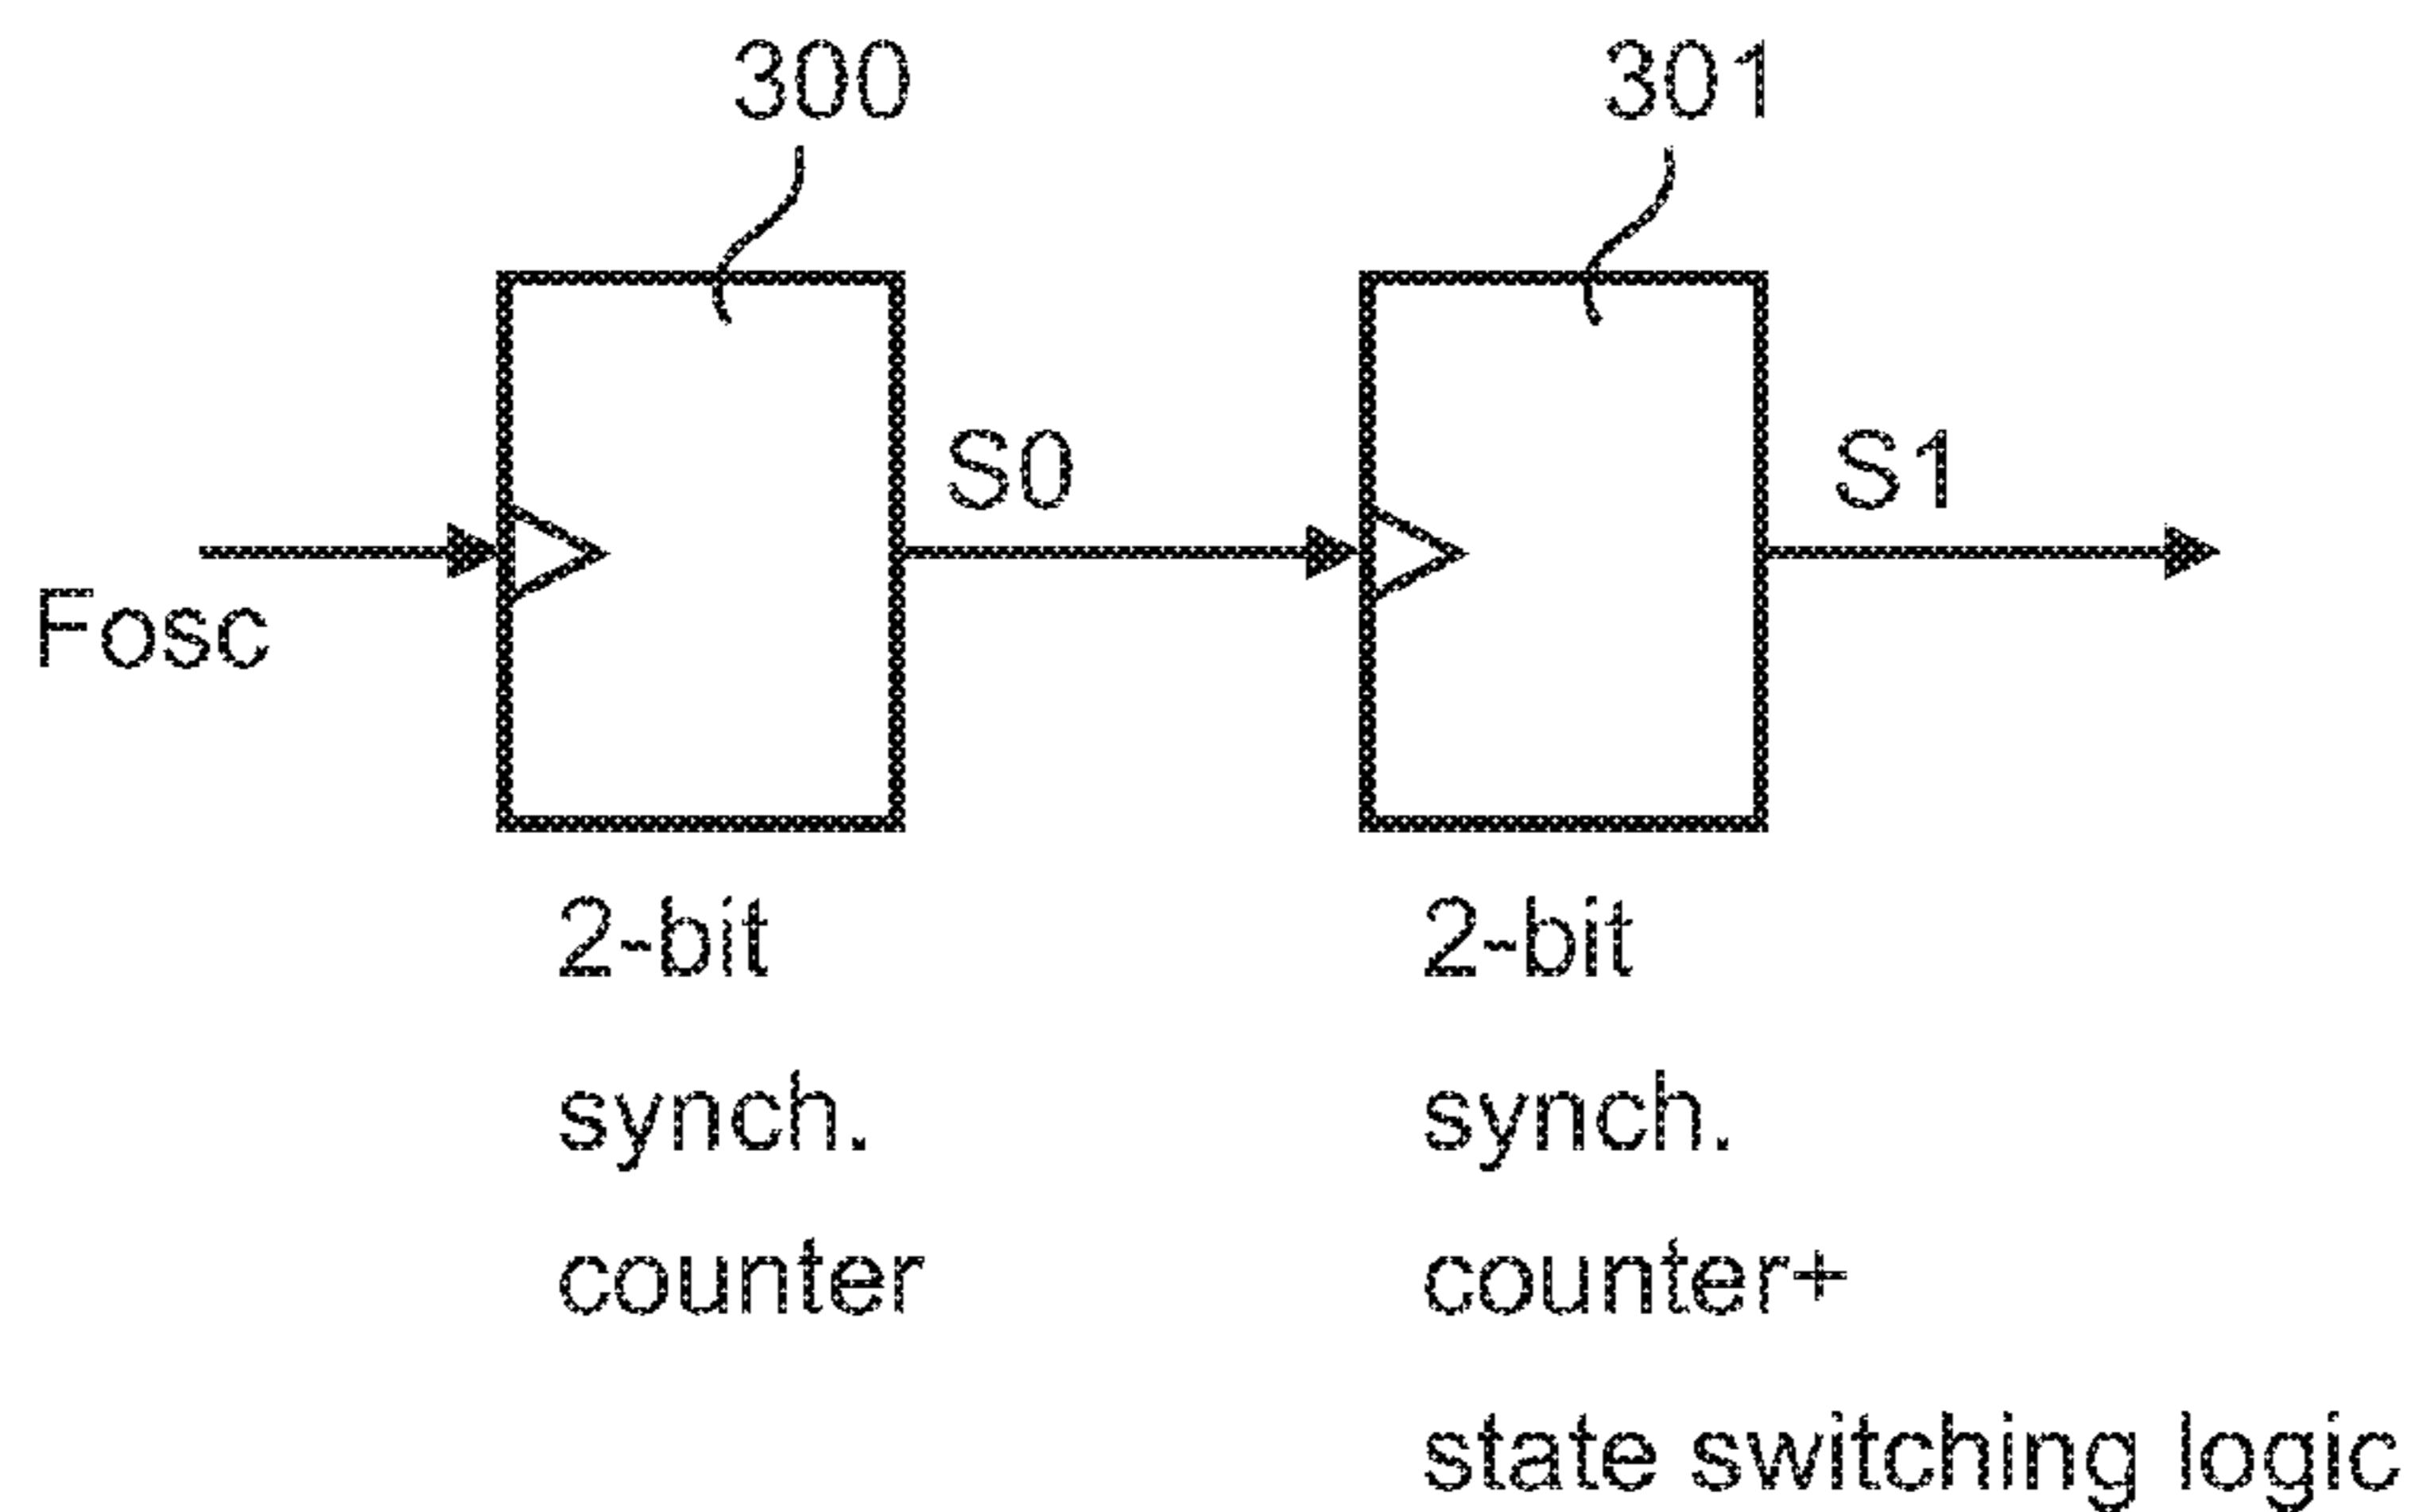 300
301
S0
S1
Fosc
2-bit
synch.
counter
2-bit
synch.
counter+
state switching logic